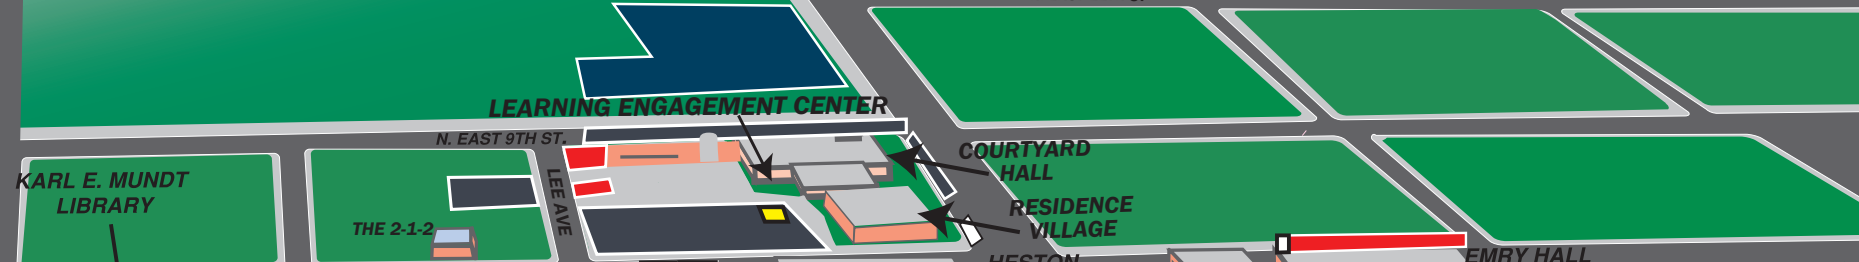 LEARNING ENGAGEMENT CENTER
N. EAST 9TH ST.
COURTYARD
HALL
KARL E. MUNDT
LIBRARY
LEE AVE
RESIDENCE
VILLAGE
THE 2-1-2
HESTON
EMRY HALL